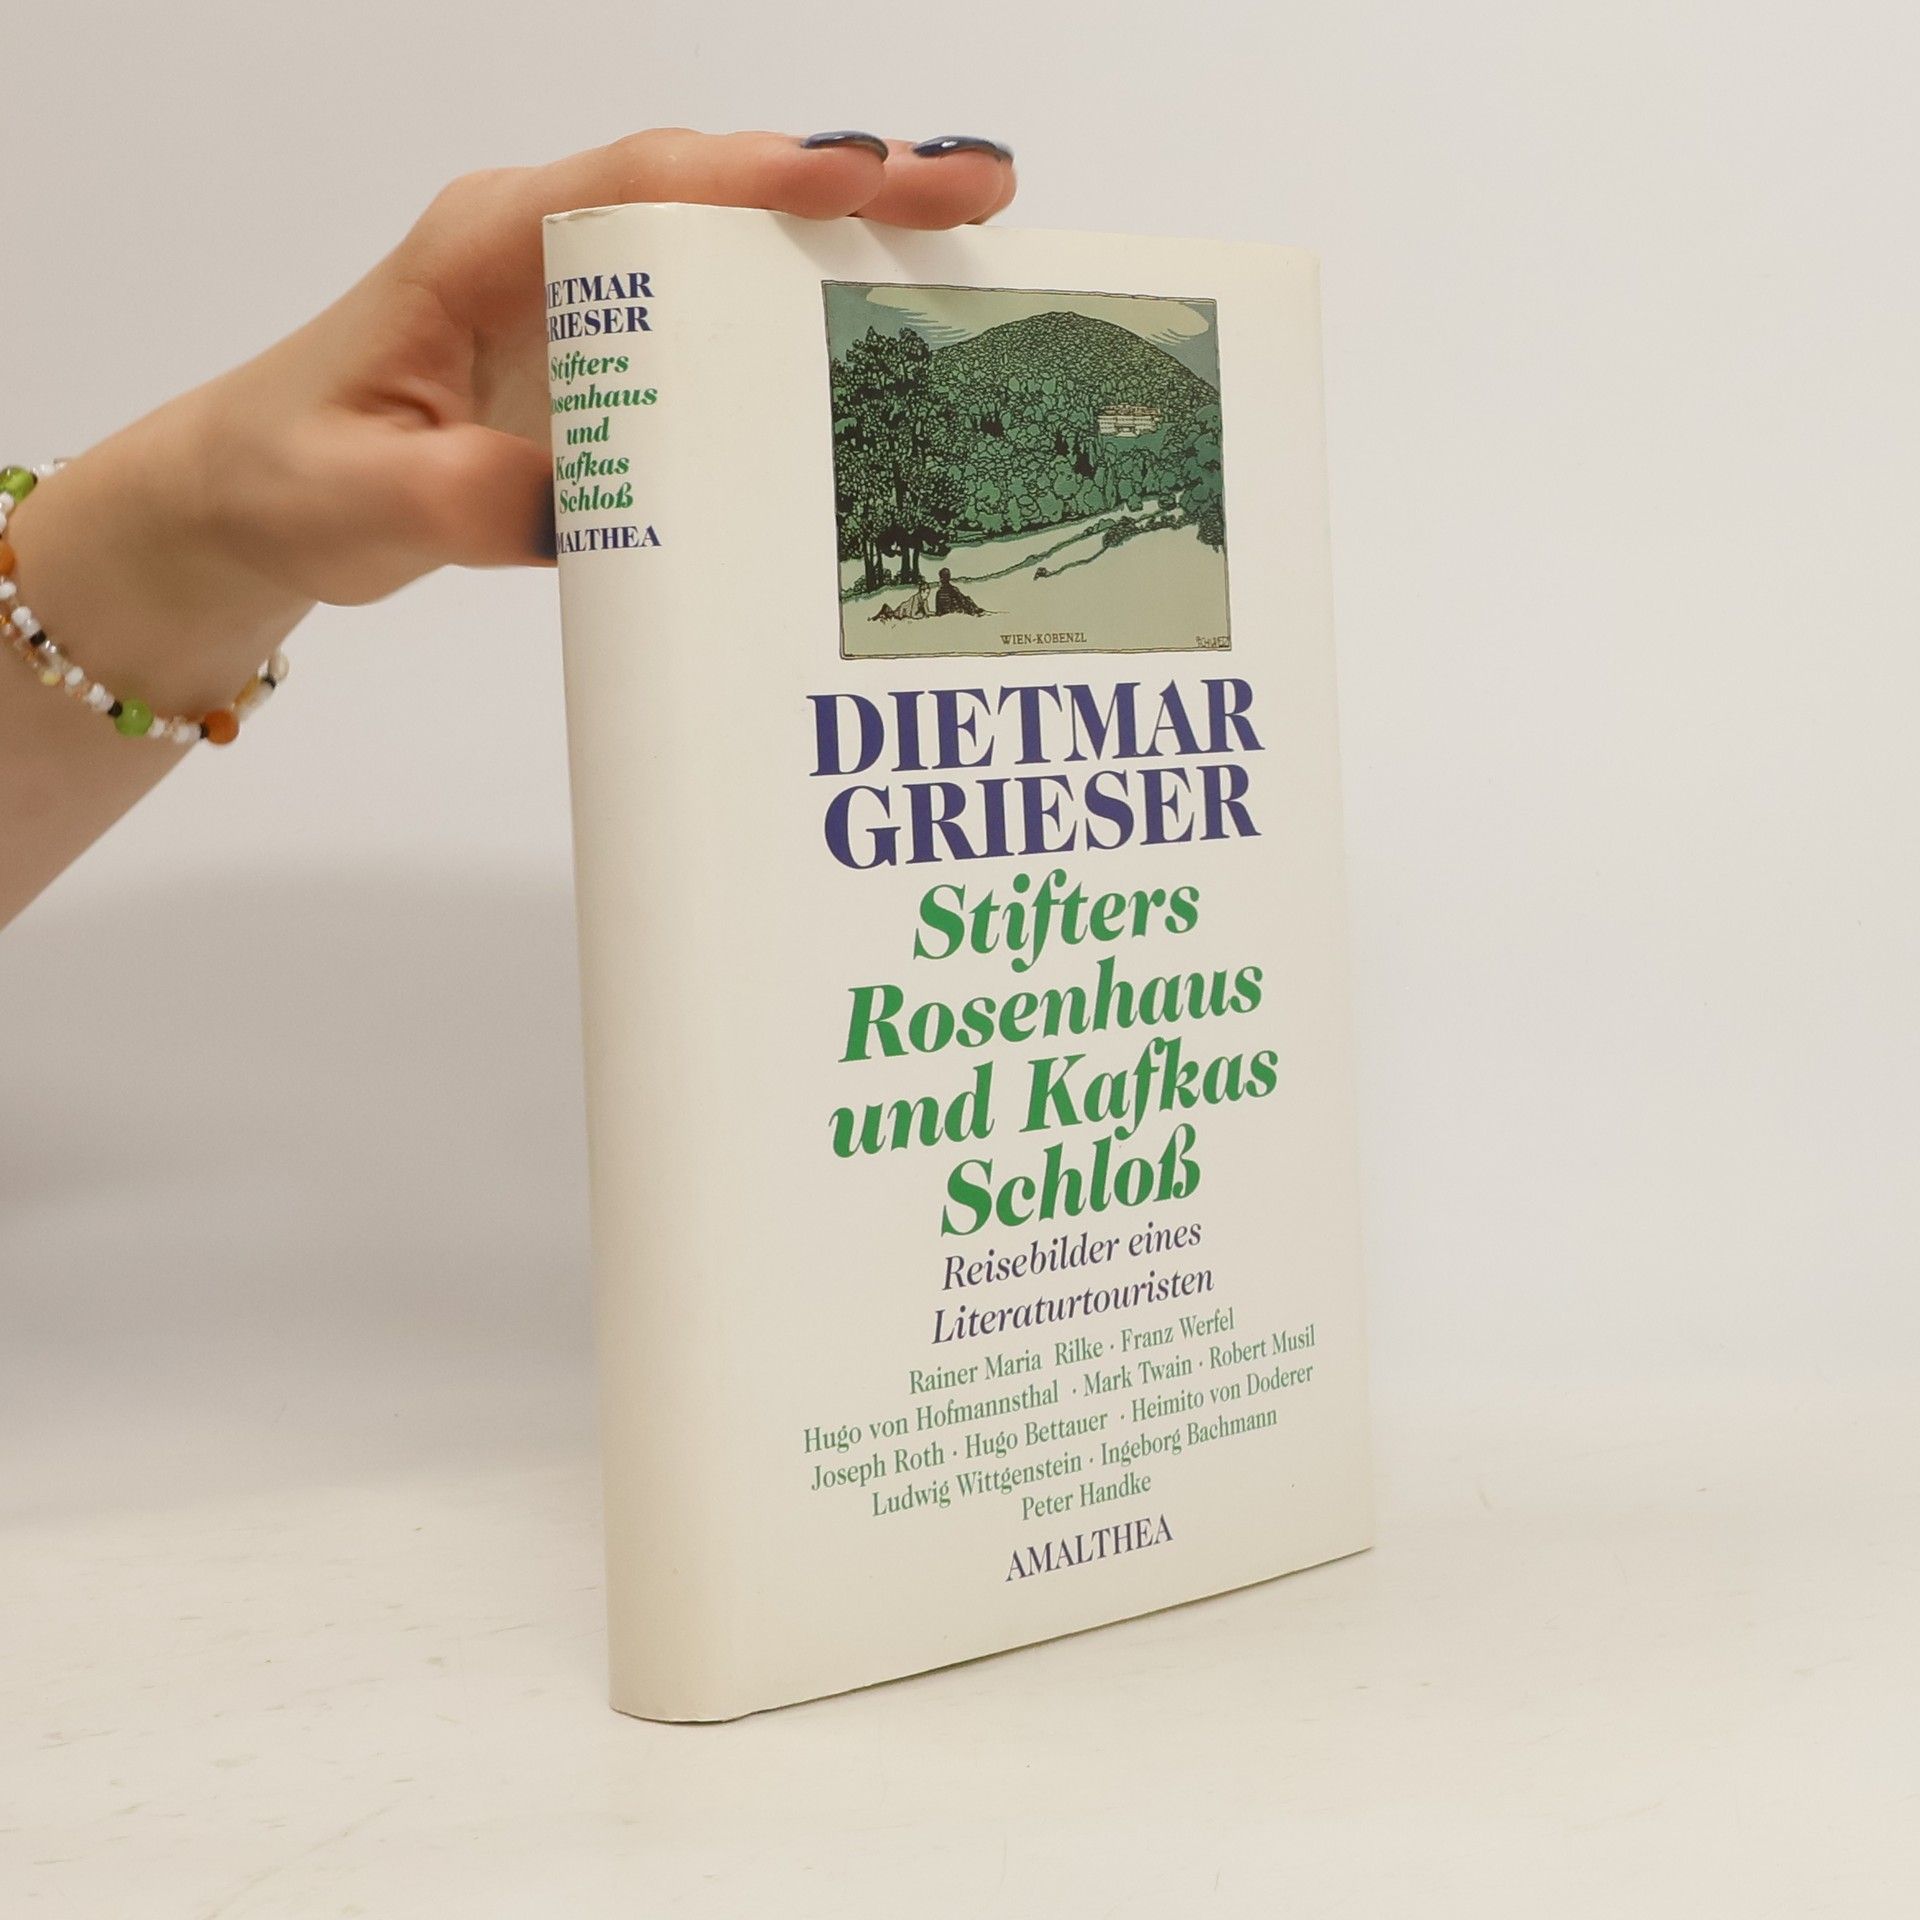 DIETMAR
GRIESER
Stifters
Rosenhaus
und
Kafkas
Schloß
AMALTHEA
WIEN-KOBENZL
DIETMAR
GRIESER
Stifters
Rosenhaus
und Kafkas
Schloß
Reisebilder eines
Literaturtouristen
Rainer Maria Rilke · Franz Werfel
Hugo von Hofmannsthal · Mark Twain · Robert Musil
Joseph Roth · Hugo Bettauer · Heimito von Doderer
Ludwig Wittgenstein · Ingeborg Bachmann
Peter Handke
AMALTHEA